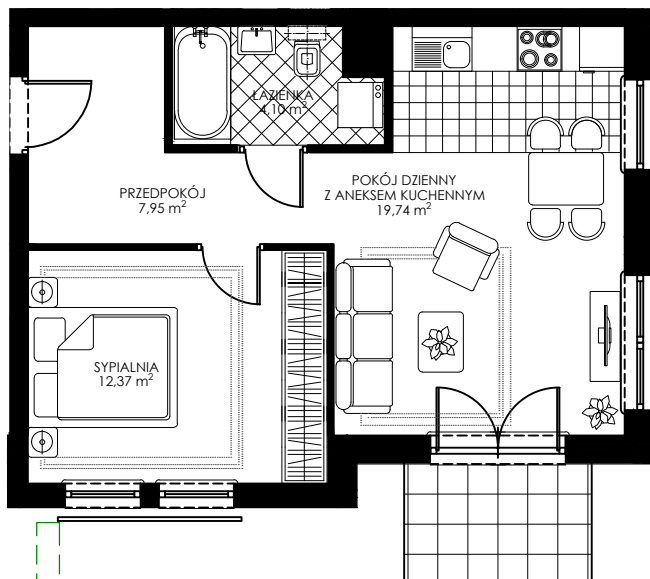 ŁAZIENKA
4,10 m²
PRZEDPOKÓJ
7,95 m²
POKÓJ DZIENNY
Z ANEKSEM KUCHENNYM
19,74 m²
SYPIALNIA
12,37 m²